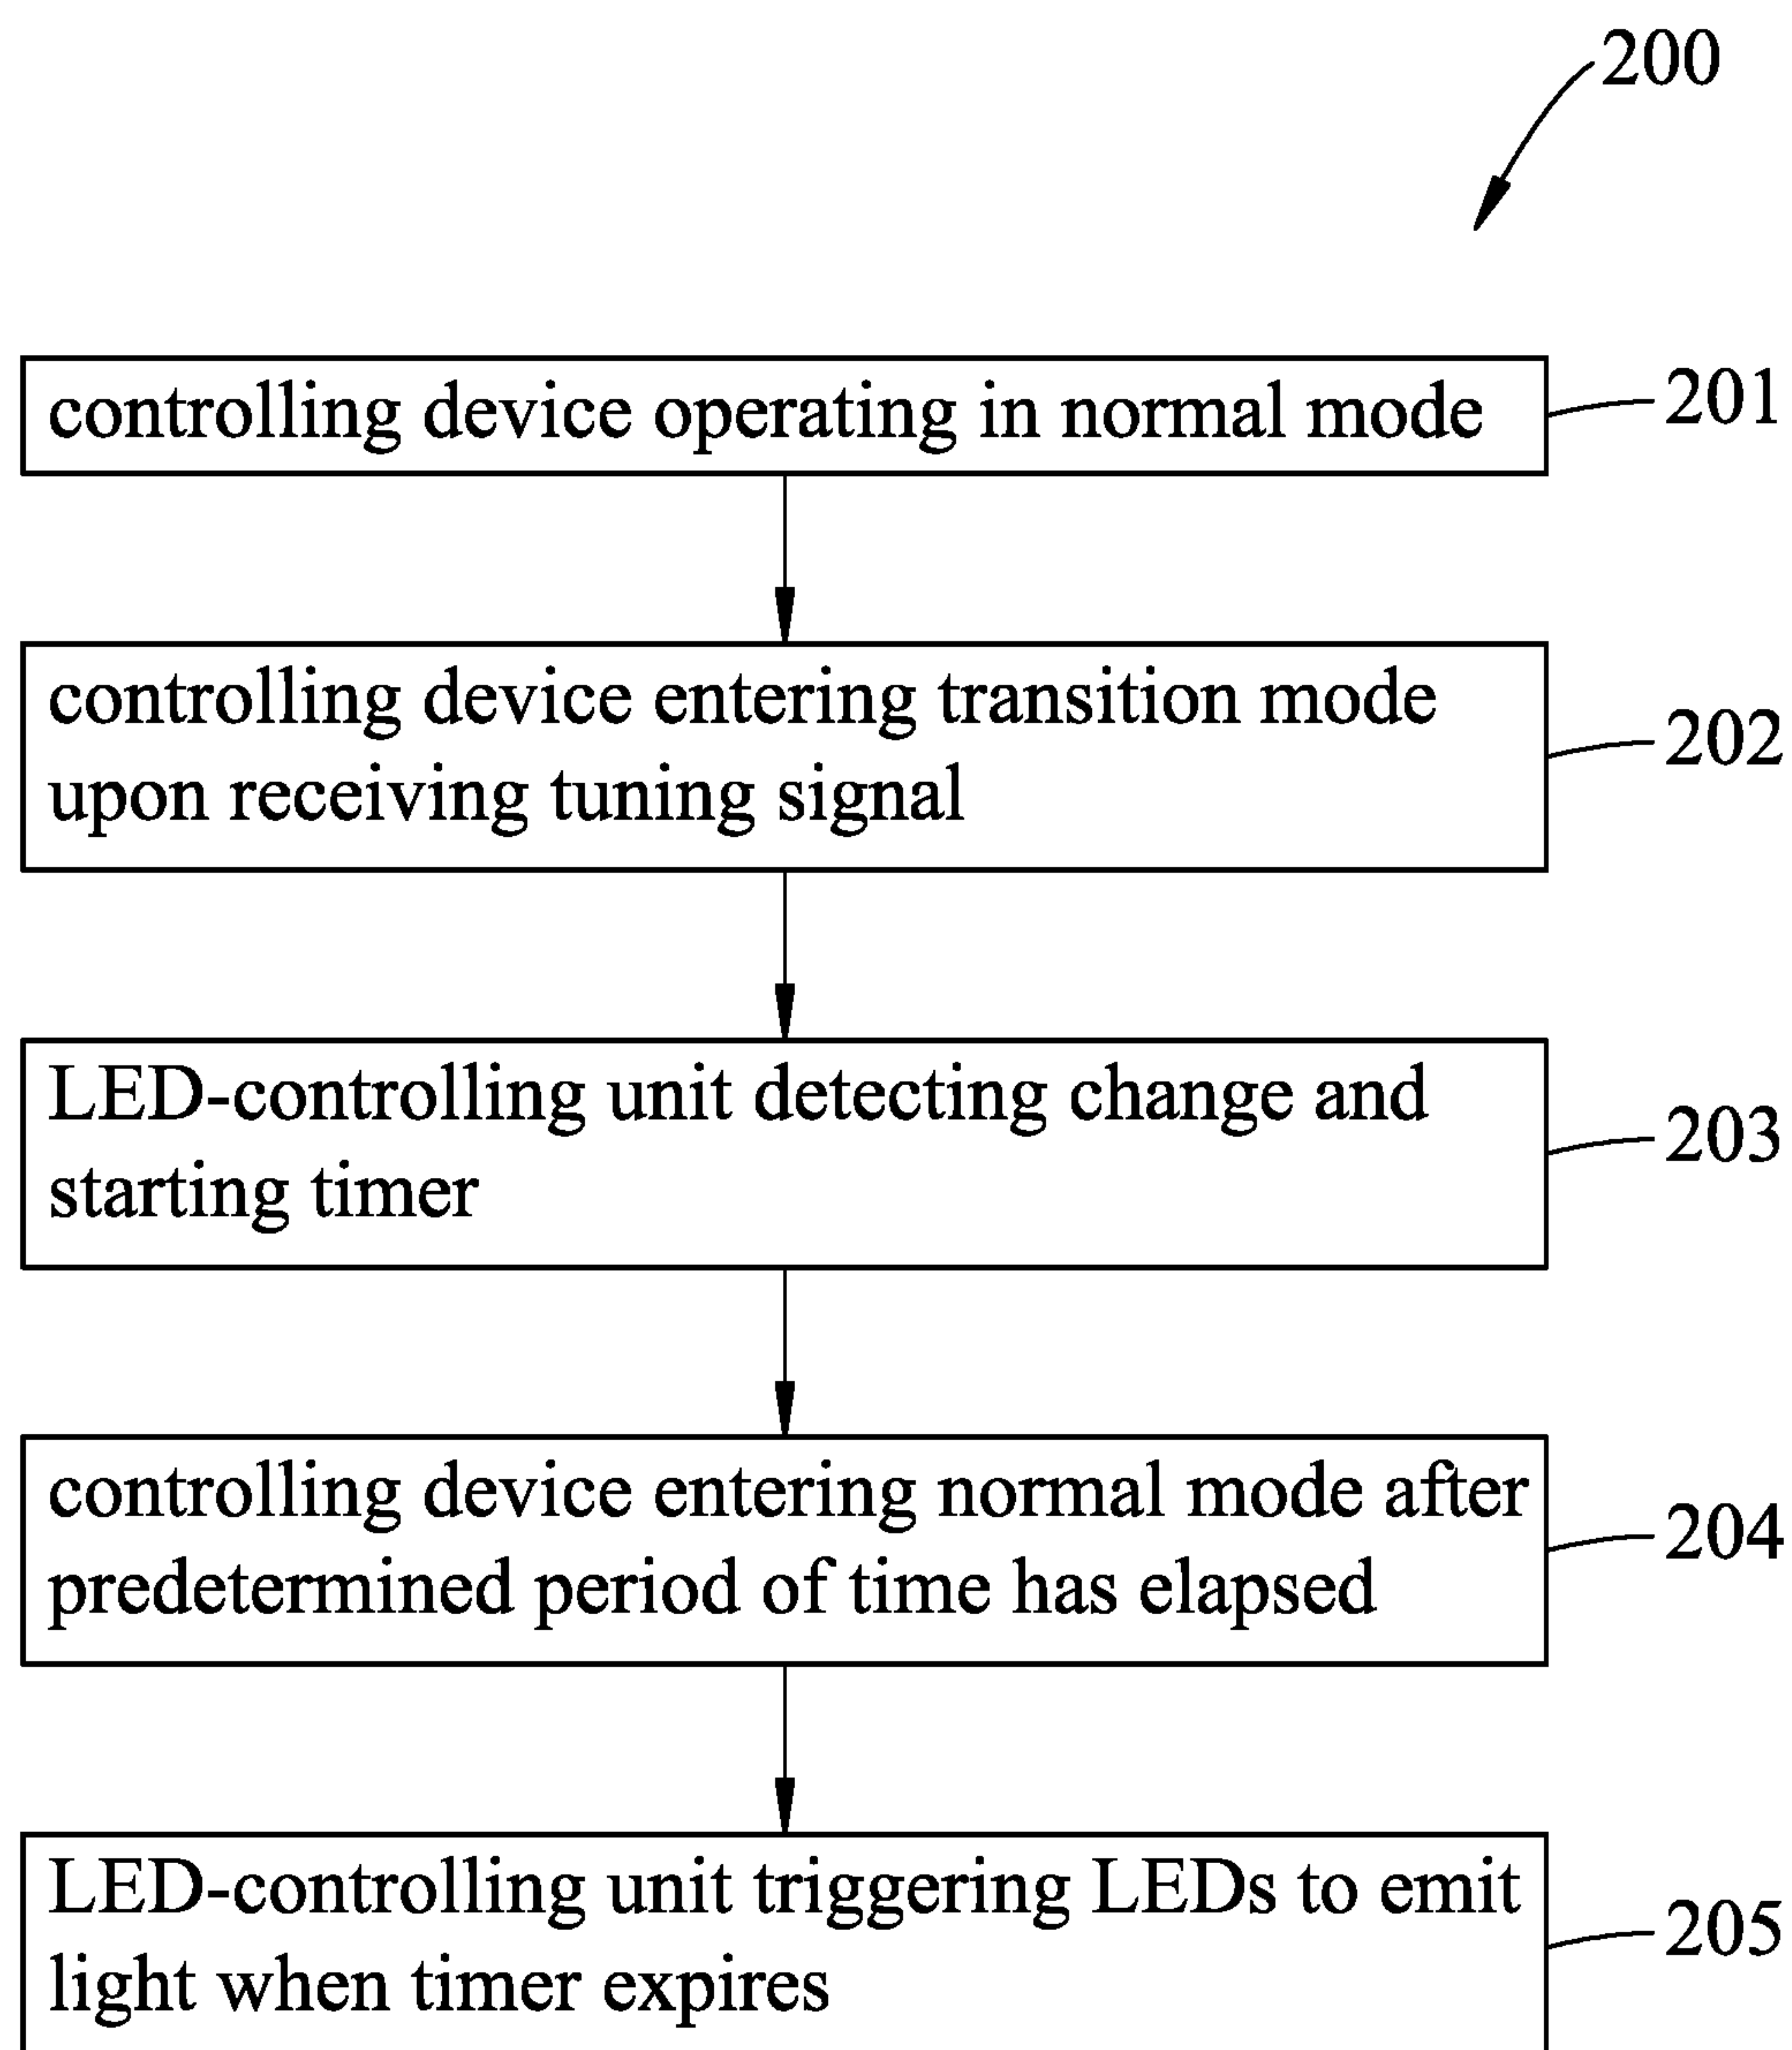 200
controlling device operating in normal mode
201
controlling device entering transition mode
upon receiving tuning signal
202
LED-controlling unit detecting change and
starting timer
203
controlling device entering normal mode after
predetermined period of time has elapsed
204
LED-controlling unit triggering LEDs to emit
light when timer expires
205